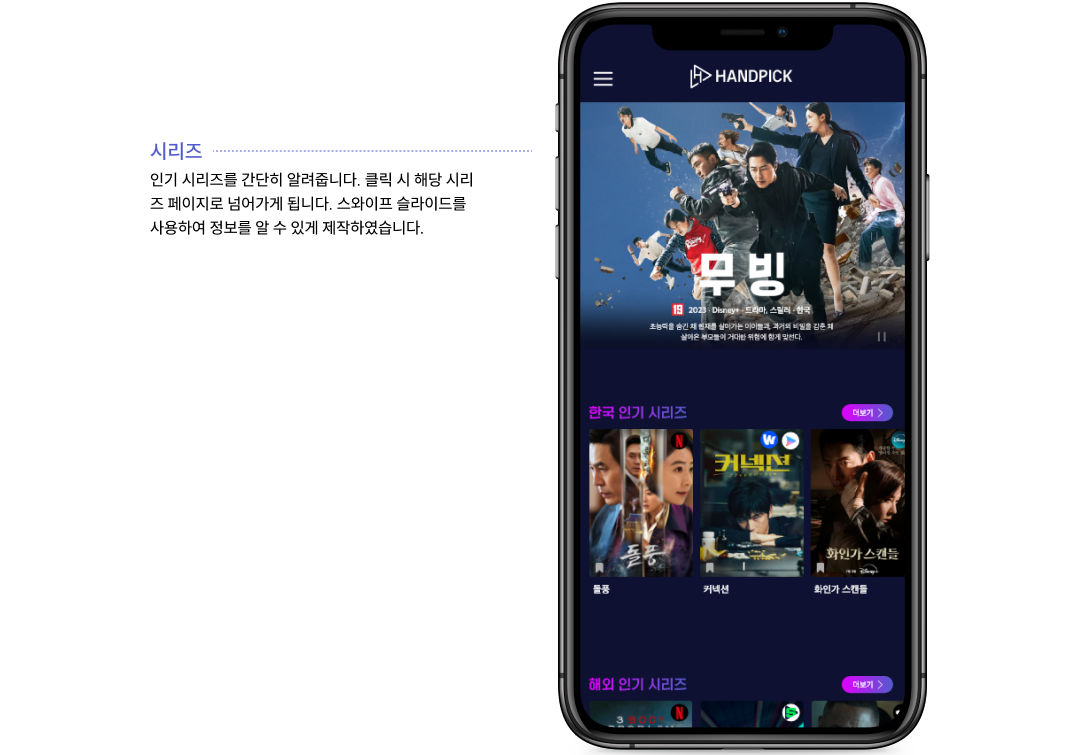 시리즈
인기 시리즈를 간단히 알려줍니다. 클릭 시 해당 시리
즈 페이지로 넘어가게 됩니다. 스와이프 슬라이드를
사용하여 정보를 알 수 있게 제작하였습니다.
HANDPICK
무빙
19 2023 · Disney+ · 드라마, 스릴러 · 한국
초능력을 숨긴 채 현재를 살아가는 아이들과, 과거의 비밀을 감춘 채
살아온 부모들이 거대한 위험에 함께 맞선다.
한국 인기 시리즈
더보기
N
W
Disney
돌풍
커넥션
화인가 스캔들
Disney+
돌풍
커넥션
화인가 스캔들
해외 인기 시리즈
더보기
3 BODY
N